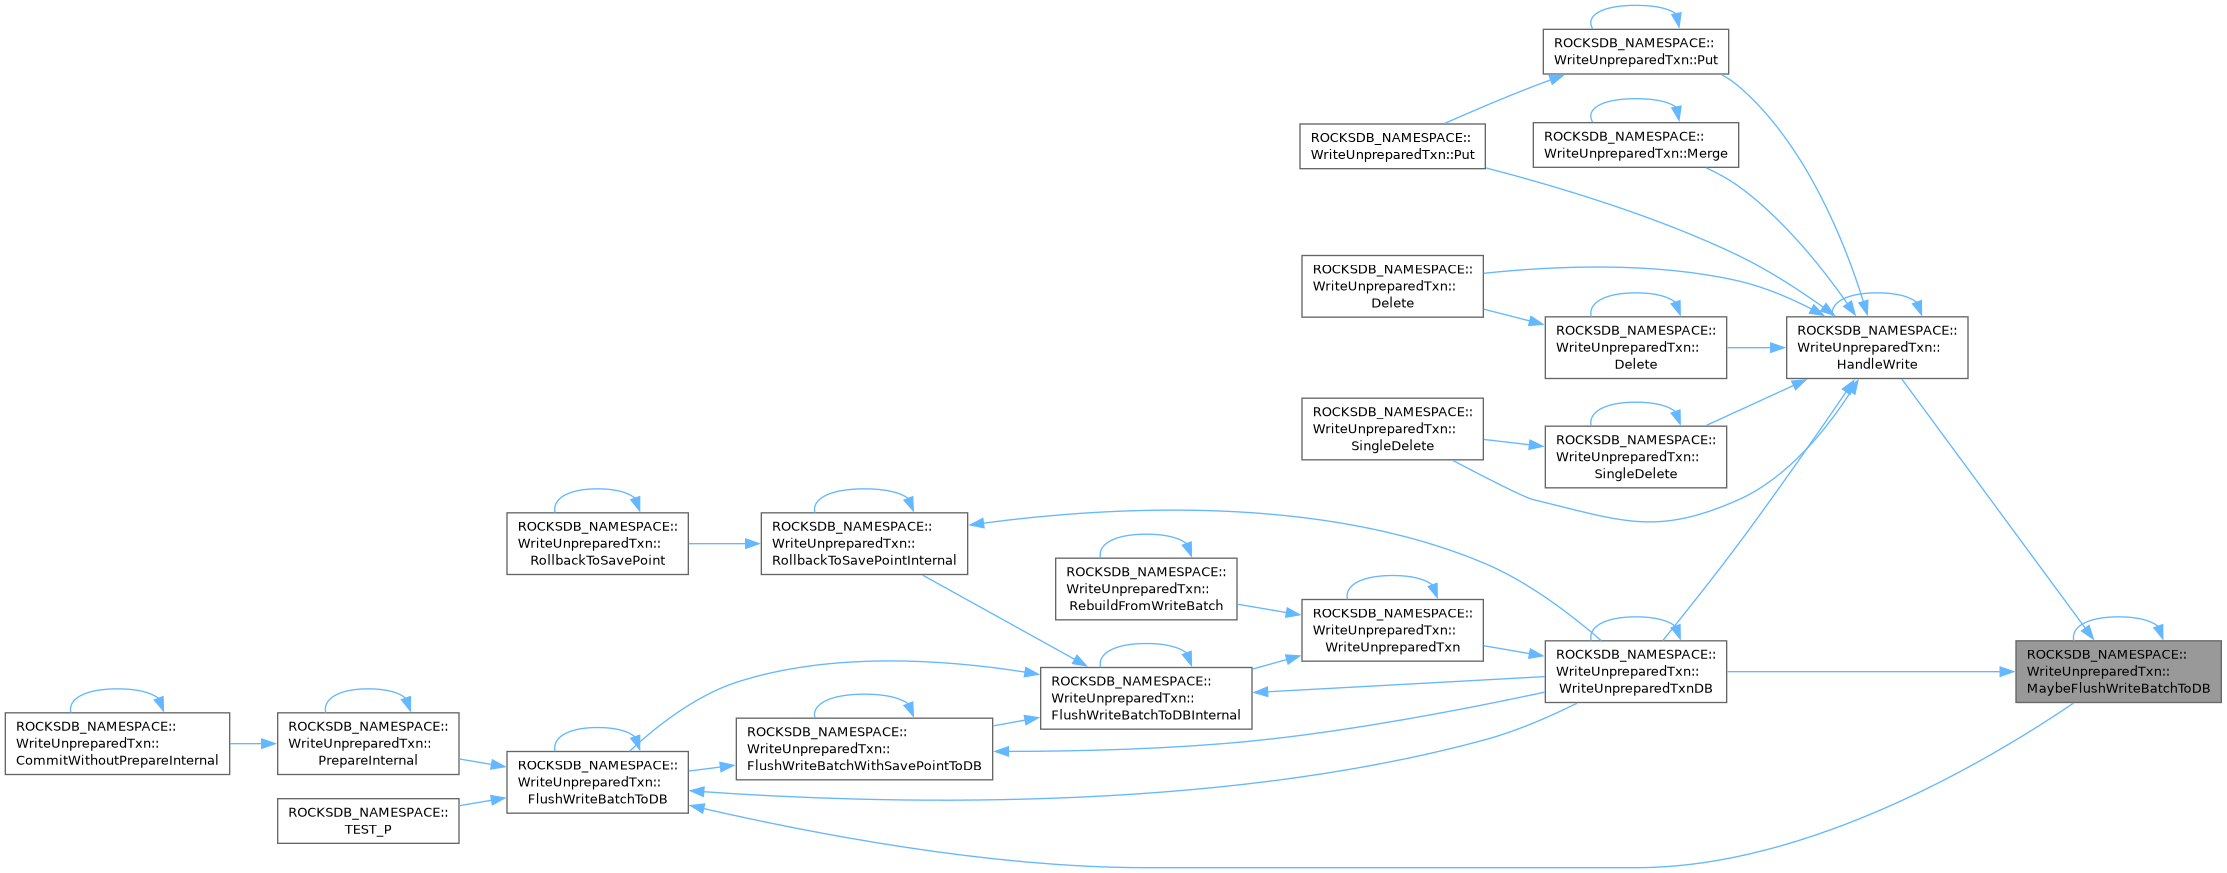 ROCKSDB_NAMESPACE::
WriteUnpreparedTxn::Put
ROCKSDB_NAMESPACE::
WriteUnpreparedTxn::Put
ROCKSDB_NAMESPACE::
WriteUnpreparedTxn::Merge
ROCKSDB_NAMESPACE::
WriteUnpreparedTxn::
Delete
ROCKSDB_NAMESPACE::
WriteUnpreparedTxn::
Delete
ROCKSDB_NAMESPACE::
WriteUnpreparedTxn::
HandleWrite
ROCKSDB_NAMESPACE::
WriteUnpreparedTxn::
SingleDelete
ROCKSDB_NAMESPACE::
WriteUnpreparedTxn::
SingleDelete
ROCKSDB_NAMESPACE::
WriteUnpreparedTxn::
RollbackToSavePoint
ROCKSDB_NAMESPACE::
WriteUnpreparedTxn::
RollbackToSavePointInternal
ROCKSDB_NAMESPACE::
WriteUnpreparedTxn::
RebuildFromWriteBatch
ROCKSDB_NAMESPACE::
WriteUnpreparedTxn::
WriteUnpreparedTxn
ROCKSDB_NAMESPACE::
WriteUnpreparedTxn::
WriteUnpreparedTxnDB
ROCKSDB_NAMESPACE::
WriteUnpreparedTxn::
MaybeFlushWriteBatchToDB
ROCKSDB_NAMESPACE::
WriteUnpreparedTxn::
FlushWriteBatchToDBInternal
ROCKSDB_NAMESPACE::
WriteUnpreparedTxn::
CommitWithoutPrepareInternal
ROCKSDB_NAMESPACE::
WriteUnpreparedTxn::
PrepareInternal
ROCKSDB_NAMESPACE::
WriteUnpreparedTxn::
FlushWriteBatchWithSavePointToDB
ROCKSDB_NAMESPACE::
WriteUnpreparedTxn::
FlushWriteBatchToDB
ROCKSDB_NAMESPACE::
TEST_P